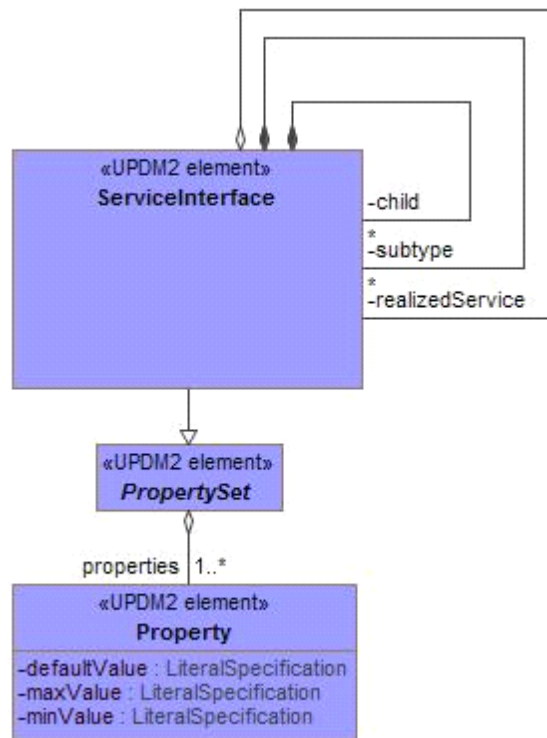 «UPDM2 element»
ServiceInterface
-child
*
-subtype
*
-realizedService
«UPDM2 element»
PropertySet
properties 1..*
«UPDM2 element»
Property
-defaultValue : LiteralSpecification
-maxValue : LiteralSpecification
-minValue : LiteralSpecification